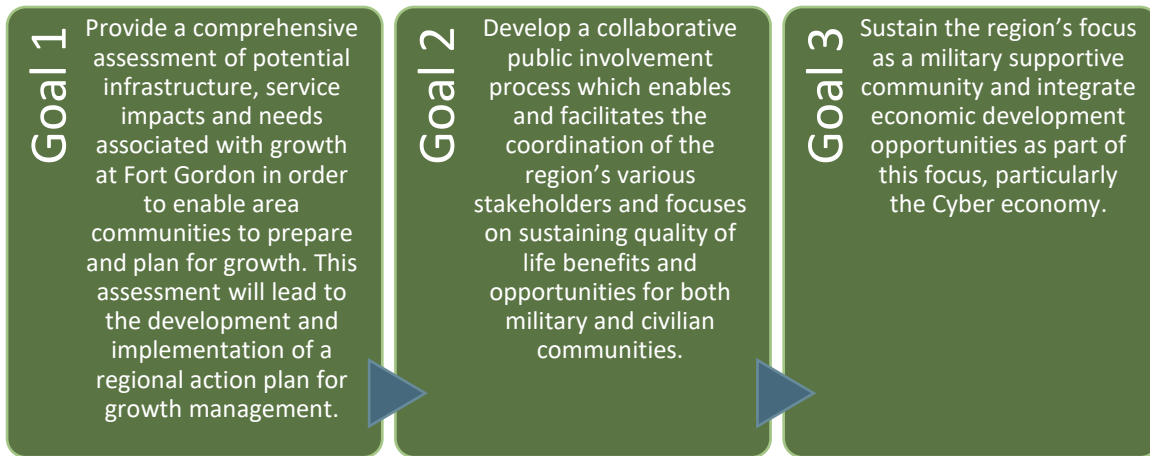 Goal 1
Provide a comprehensive
assessment of potential
infrastructure, service
impacts and needs
associated with growth
at Fort Gordon in order
to enable area
communities to prepare
and plan for growth. This
assessment will lead to
the development and
implementation of a
regional action plan for
growth management.
Goal 2
Develop a collaborative
public involvement
process which enables
and facilitates the
coordination of the
region’s various
stakeholders and focuses
on sustaining quality of
life benefits and
opportunities for both
military and civilian
communities.
Goal 3
Sustain the region’s focus
as a military supportive
community and integrate
economic development
opportunities as part of
this focus, particularly
the Cyber economy.